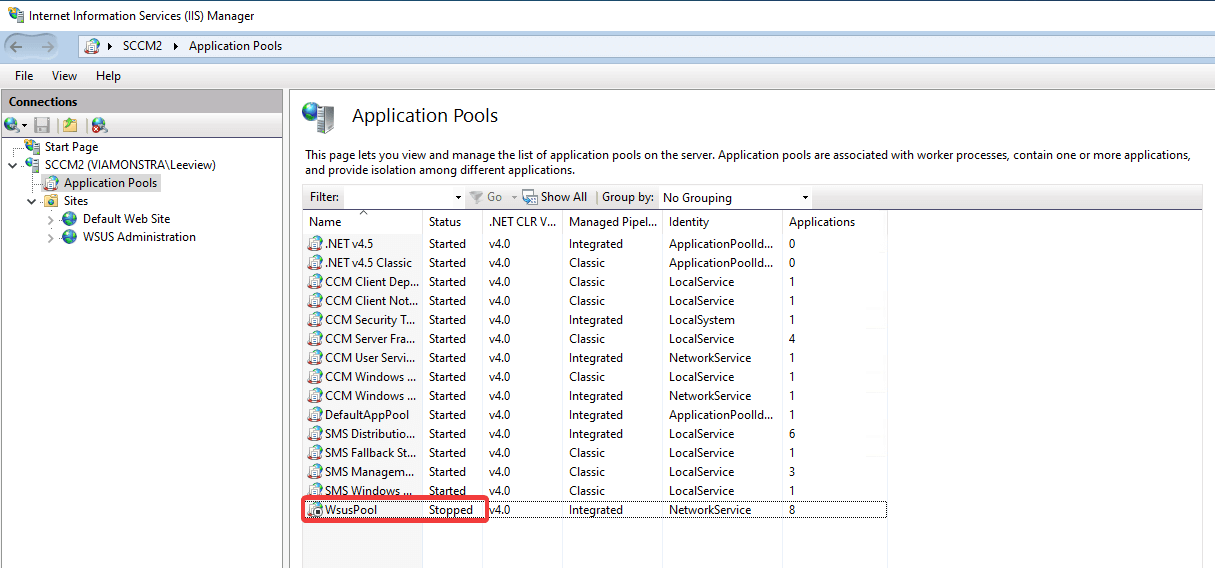 Internet Information Services (IIS) Manager
SCCM2 Application Pools
File View Help
Connections
Start Page
SCCM2 (VIAMONSTRA\Leeview)
Application Pools
Sites
Default Web Site
WSUS Administration
Application Pools
This page lets you view and manage the list of application pools on the server. Application pools are associated with worker processes, contain one or more applications,
and provide isolation among different applications.
Filter: Go Show All Group by: No Grouping
Name Status .NET CLR V... Managed Pipel... Identity Applications
.NET v4.5 Started v4.0 Integrated ApplicationPoolId... 0
.NET v4.5 Classic Started v4.0 Classic ApplicationPoolId... 0
CCM Client Dep... Started v4.0 Classic LocalService 1
CCM Client Not... Started v4.0 Classic LocalService 1
CCM Security T... Started v4.0 Integrated LocalSystem 1
CCM Server Fra... Started v4.0 Classic LocalService 4
CCM User Servi... Started v4.0 Integrated NetworkService 1
CCM Windows ... Started v4.0 Classic LocalService 1
CCM Windows ... Started v4.0 Integrated NetworkService 1
DefaultAppPool Started v4.0 Integrated ApplicationPoolId... 1
SMS Distributio... Started v4.0 Integrated LocalService 6
SMS Fallback St... Started v4.0 Classic LocalService 1
SMS Managem... Started v4.0 Classic LocalService 3
SMS Windows ... Started v4.0 Classic LocalService 1
WsusPool Stopped v4.0 Integrated NetworkService 8